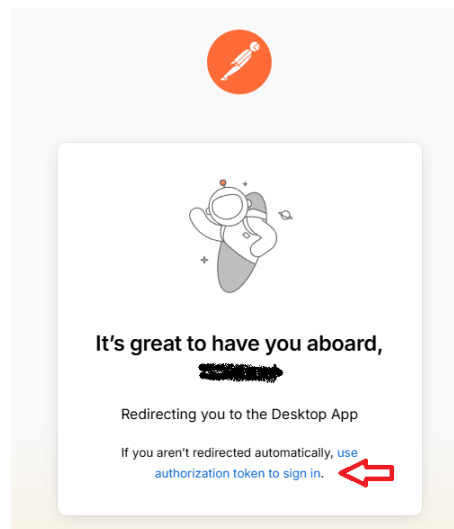 It's great to have you aboard,
Redirecting you to the Desktop App
If you aren't redirected automatically, use
authorization token to sign in.